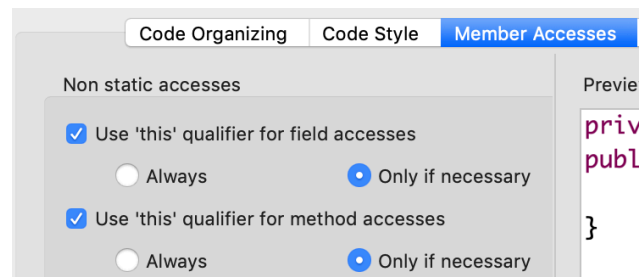 Code Organizing Code Style Member Accesses
Non static accesses
Use 'this' qualifier for field accesses
Always Only if necessary
Use 'this' qualifier for method accesses
Always Only if necessary
Previe
priv
publ
}